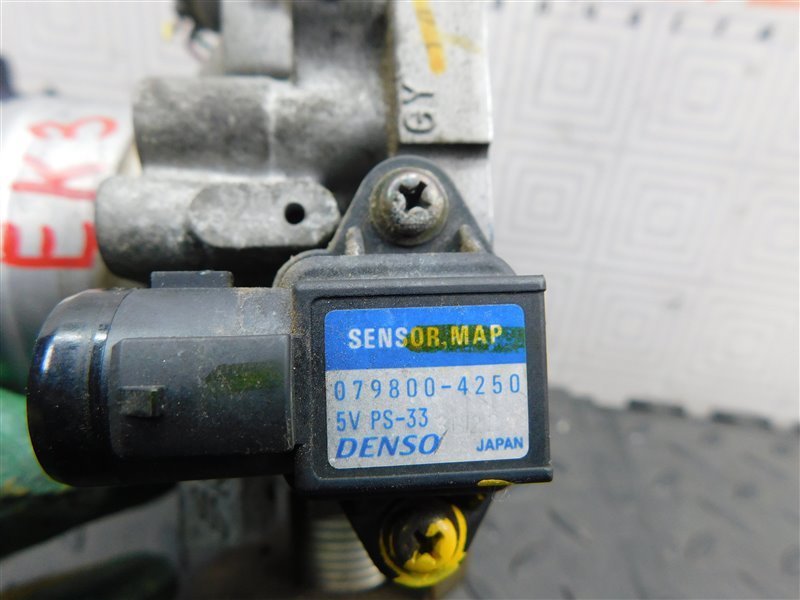 GY
EK3
SENSOR, MAP
079800-4250
5V PS-33
DENSO JAPAN